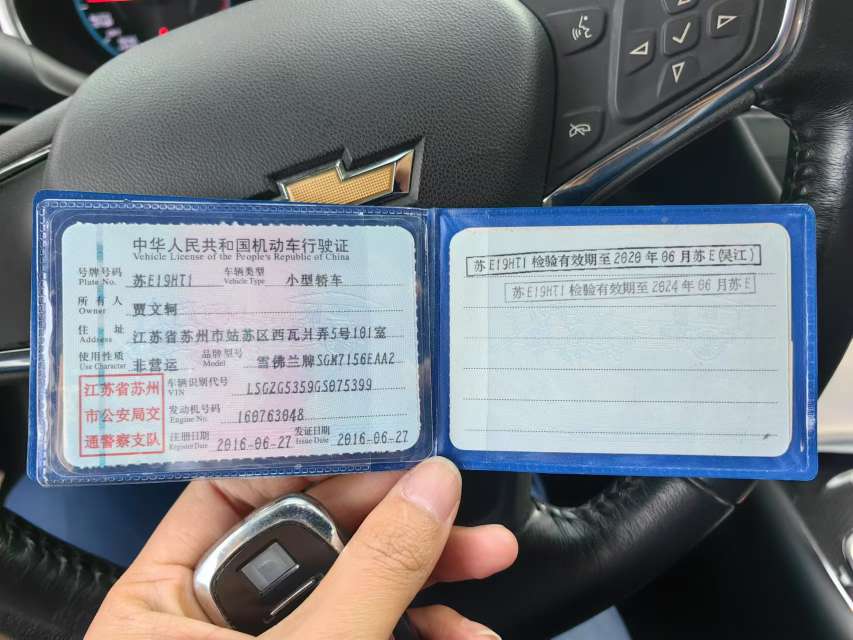 中华人民共和国机动车行驶证
Vehicle License of the People's Republic of China
号牌号码 苏E19HT1 车辆类型 小型轿车
Plate No. Vehicle Type
所有人 贾文轲
Owner
住址 江苏省苏州市姑苏区西瓦爿弄5号101室
Address
使用性质 非营运 品牌型号 雪佛兰牌SGM7156EAA2
Use Character Model
江苏省苏州
市公安局交
通警察支队
车辆识别代号 LSGZG5359GS075399
VIN
发动机号码 160763048
Engine No.
注册日期 2016-06-27 发证日期 2016-06-27
Register Date Issue Date
苏E19HT1 检验有效期至2020年06月苏E(吴江)
苏E19HT1 检验有效期至2024年06月苏E